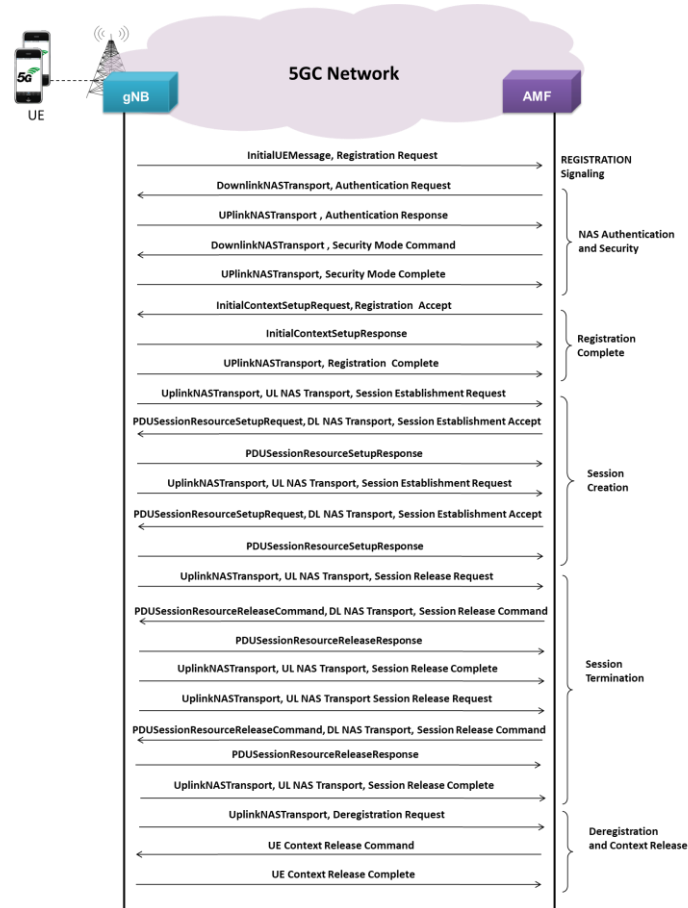 5G
UE
gNB
5GC Network
AMF
InitialUEMessage, Registration Request
REGISTRATION
Signaling
DownlinkNASTransport, Authentication Request
UPlinkNASTransport , Authentication Response
NAS Authentication
and Security
DownlinkNASTransport , Security Mode Command
UPlinkNASTransport, Security Mode Complete
InitialContextSetupRequest, Registration Accept
InitialContextSetupResponse
Registration
Complete
UPlinkNASTransport, Registration Complete
UplinkNASTransport, UL NAS Transport, Session Establishment Request
PDUSessionResourceSetupRequest, DL NAS Transport, Session Establishment Accept
PDUSessionResourceSetupResponse
Session
Creation
UplinkNASTransport, UL NAS Transport, Session Establishment Request
PDUSessionResourceSetupRequest, DL NAS Transport, Session Establishment Accept
PDUSessionResourceSetupResponse
UplinkNASTransport, UL NAS Transport, Session Release Request
PDUSessionResourceReleaseCommand, DL NAS Transport, Session Release Command
PDUSessionResourceReleaseResponse
UplinkNASTransport, UL NAS Transport, Session Release Complete
Session
Termination
UplinkNASTransport, UL NAS Transport Session Release Request
PDUSessionResourceReleaseCommand, DL NAS Transport, Session Release Command
PDUSessionResourceReleaseResponse
UplinkNASTransport, UL NAS Transport, Session Release Complete
UplinkNASTransport, Deregistration Request
Deregistration
and Context Release
UE Context Release Command
UE Context Release Complete